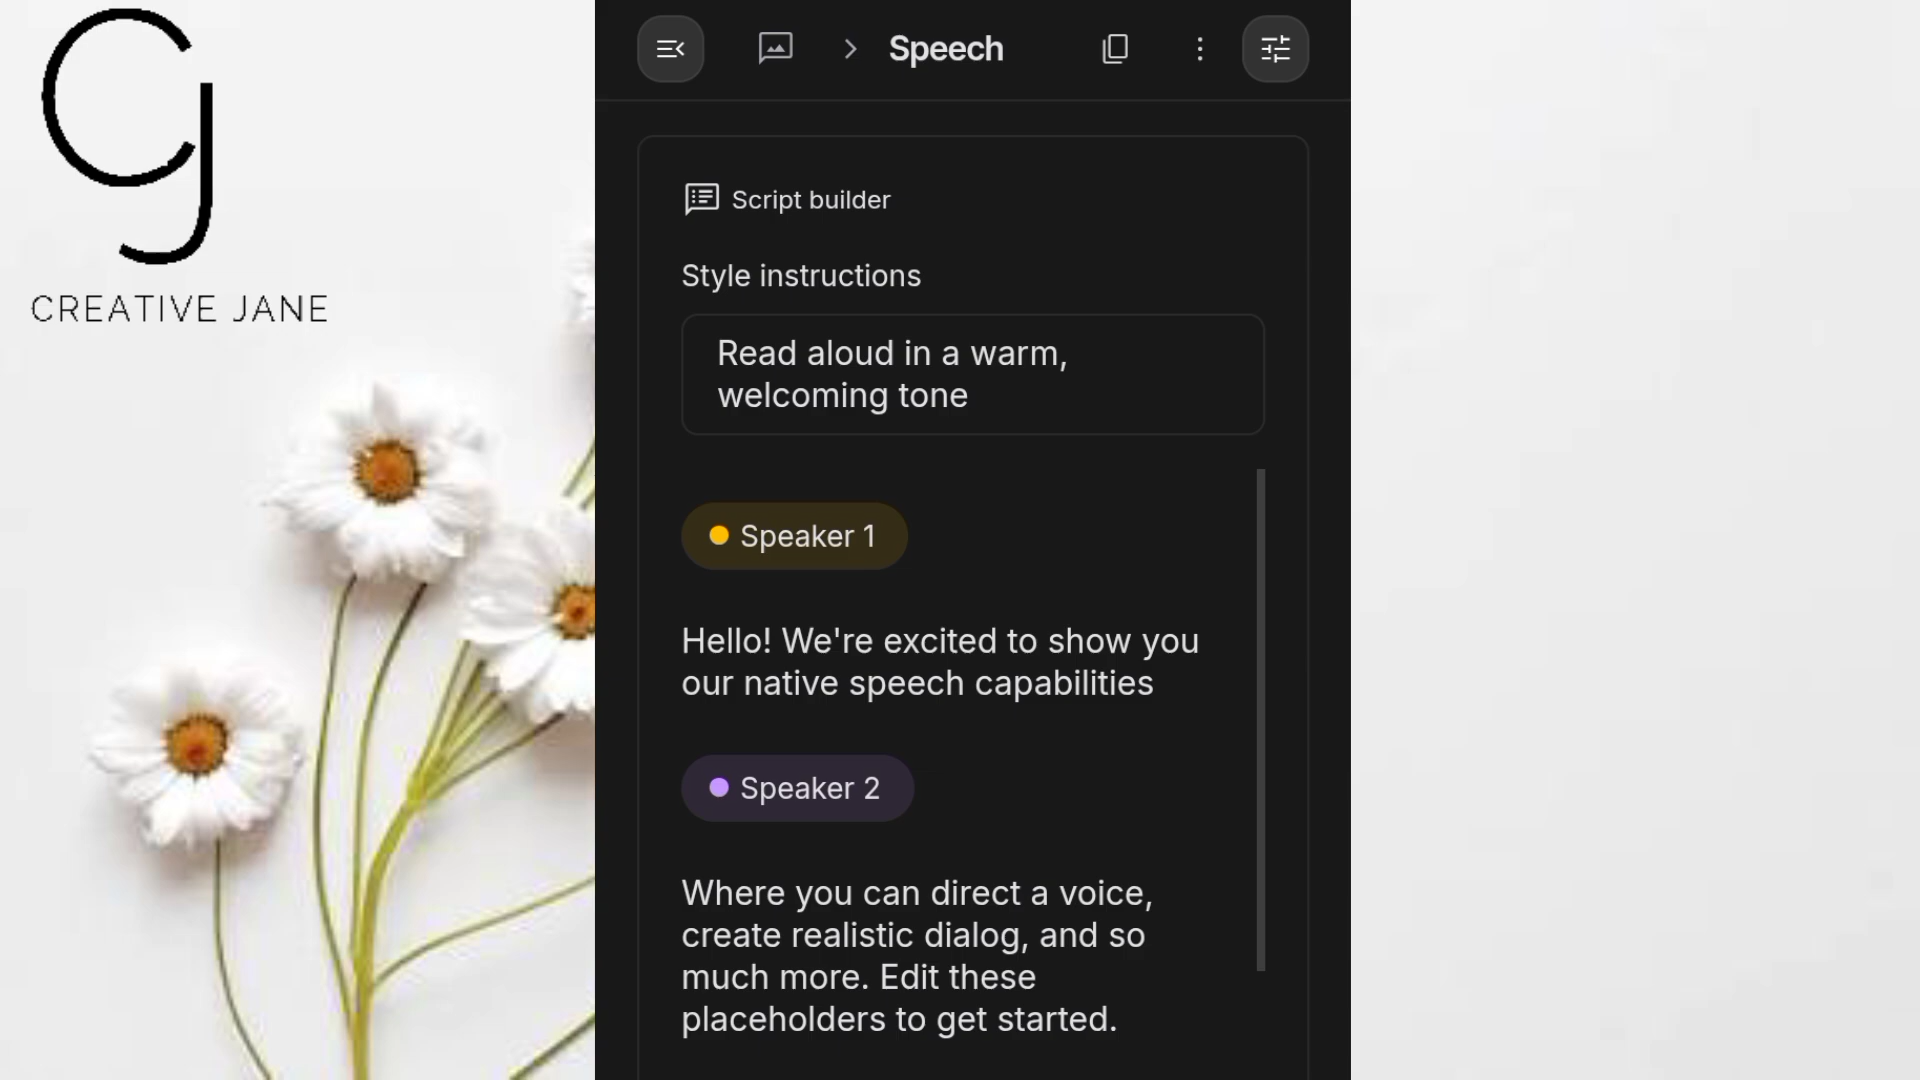 CREATIVE JANE
Speech
Script builder
Style instructions
Read aloud in a warm,
welcoming tone
Speaker 1
Hello! We're excited to show you
our native speech capabilities
Speaker 2
Where you can direct a voice,
create realistic dialog, and so
much more. Edit these
placeholders to get started.